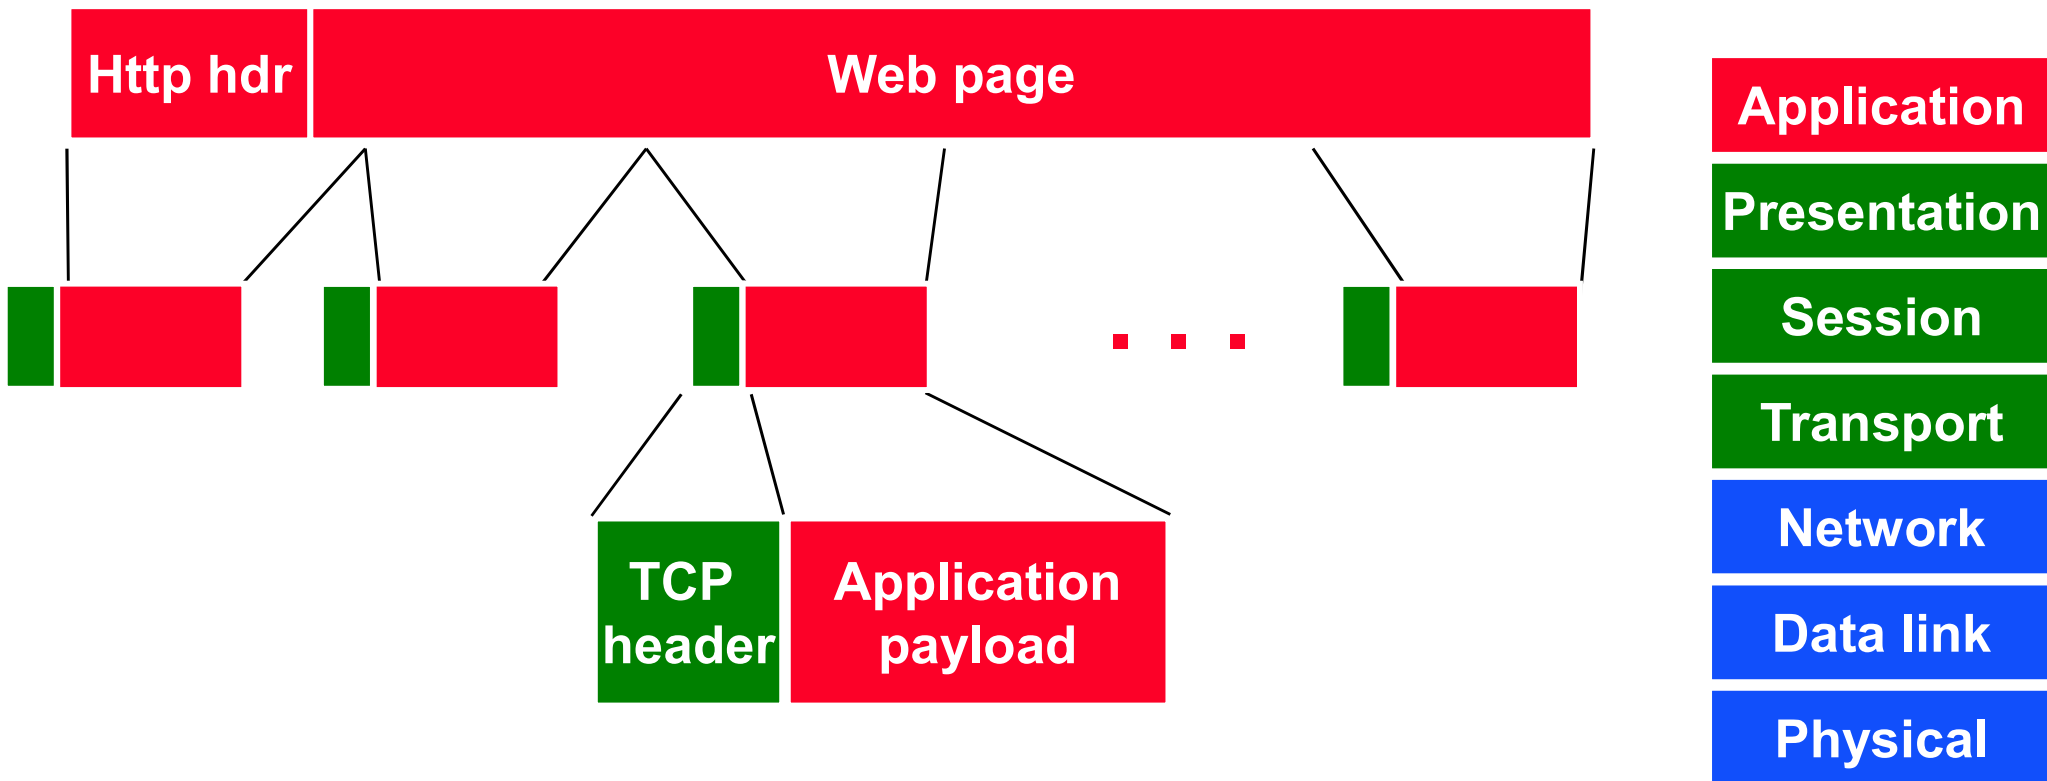 Http hdr
Web page
TCP
header
Application
payload
Application
Presentation
Session
Transport
Network
Data link
Physical